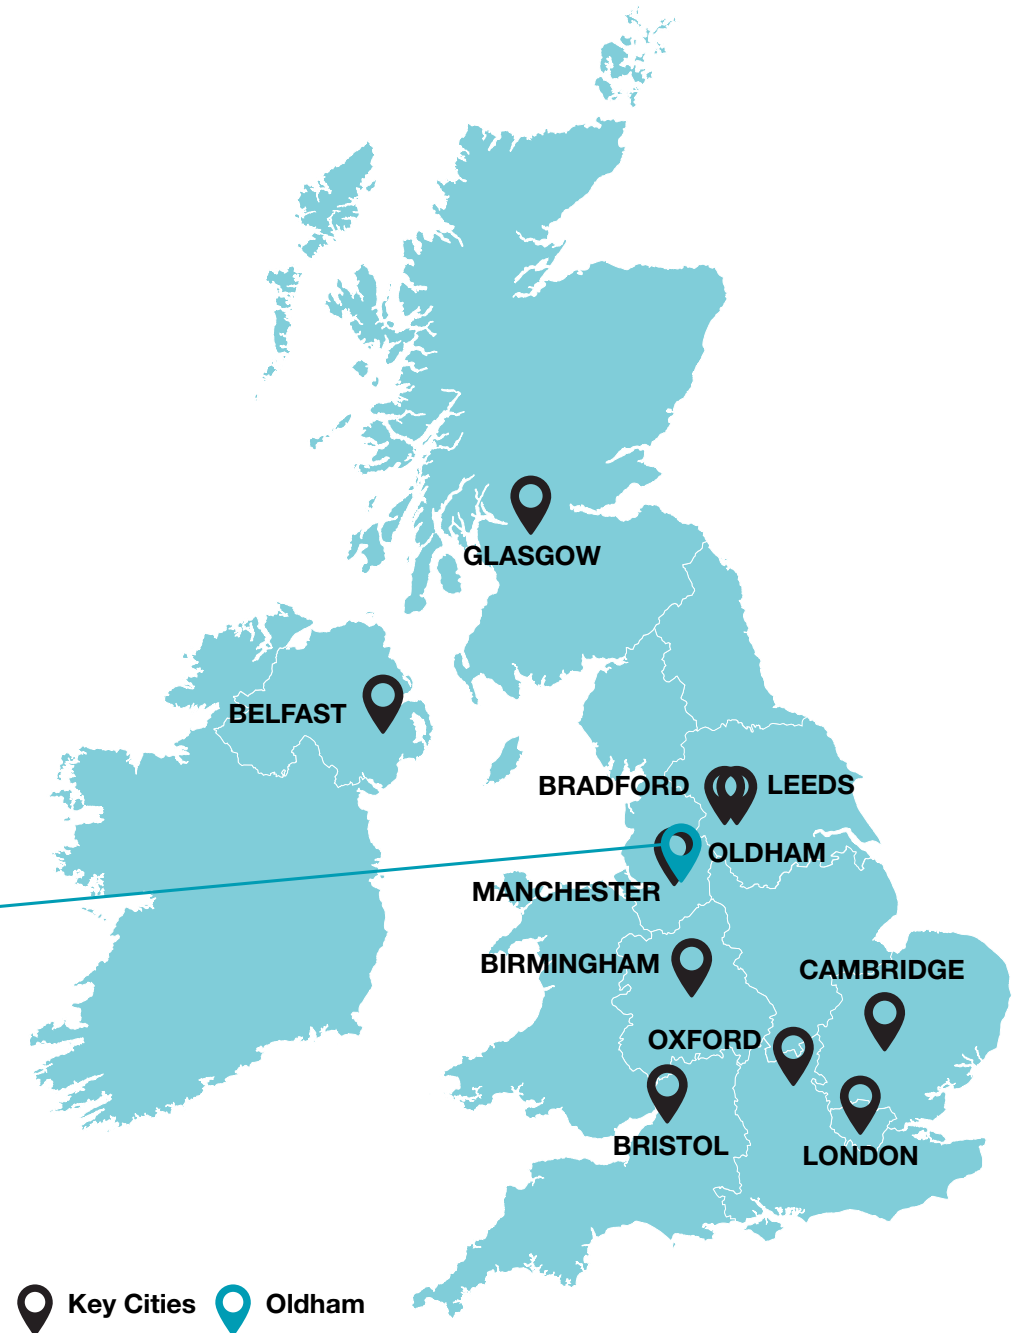 GLASGOW
BELFAST
BRADFORD
LEEDS
OLDHAM
MANCHESTER
BIRMINGHAM
CAMBRIDGE
OXFORD
BRISTOL
LONDON
Key Cities
Oldham